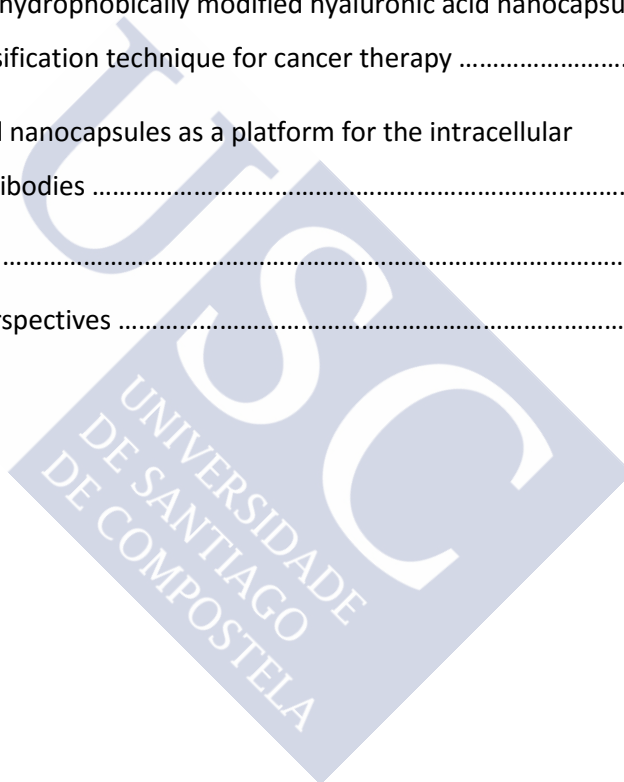 hydrophobically modified hyaluronic acid nanocapsu
sification technique for cancer therapy ........................
l nanocapsules as a platform for the intracellular
ibodies ...............................................................................................
................................................................................................................
rspectives ..........................................................................................
USC
UNIVERSIDADE
DE SANTIAGO
DE COMPOSTELA